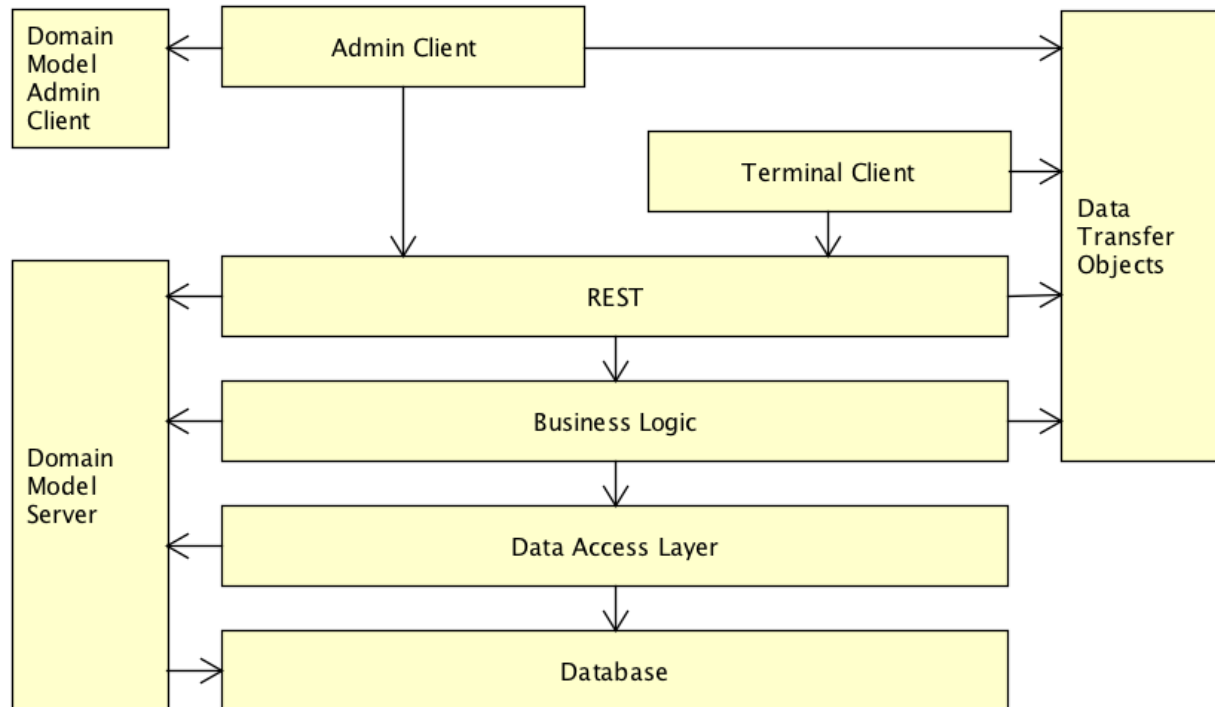 Domain
Model
Admin
Client
Admin Client
Terminal Client
Data
Transfer
Objects
REST
Business Logic
Domain
Model
Server
Data Access Layer
Database